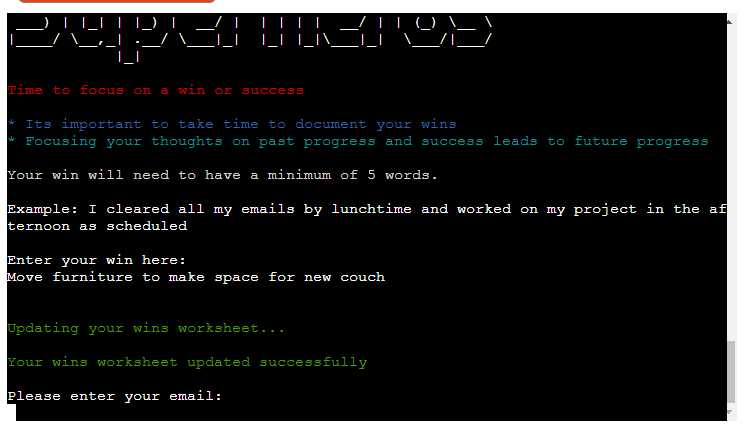 Time to focus on a win or success
* Its important to take time to document your wins
* Focusing your thoughts on past progress and success leads to future progress
Your win will need to have a minimum of 5 words.
Example: I cleared all my emails by lunchtime and worked on my project in the af
ternoon as scheduled
Enter your win here:
Move furniture to make space for new couch
Updating your wins worksheet...
Your wins worksheet updated successfully
Please enter your email: